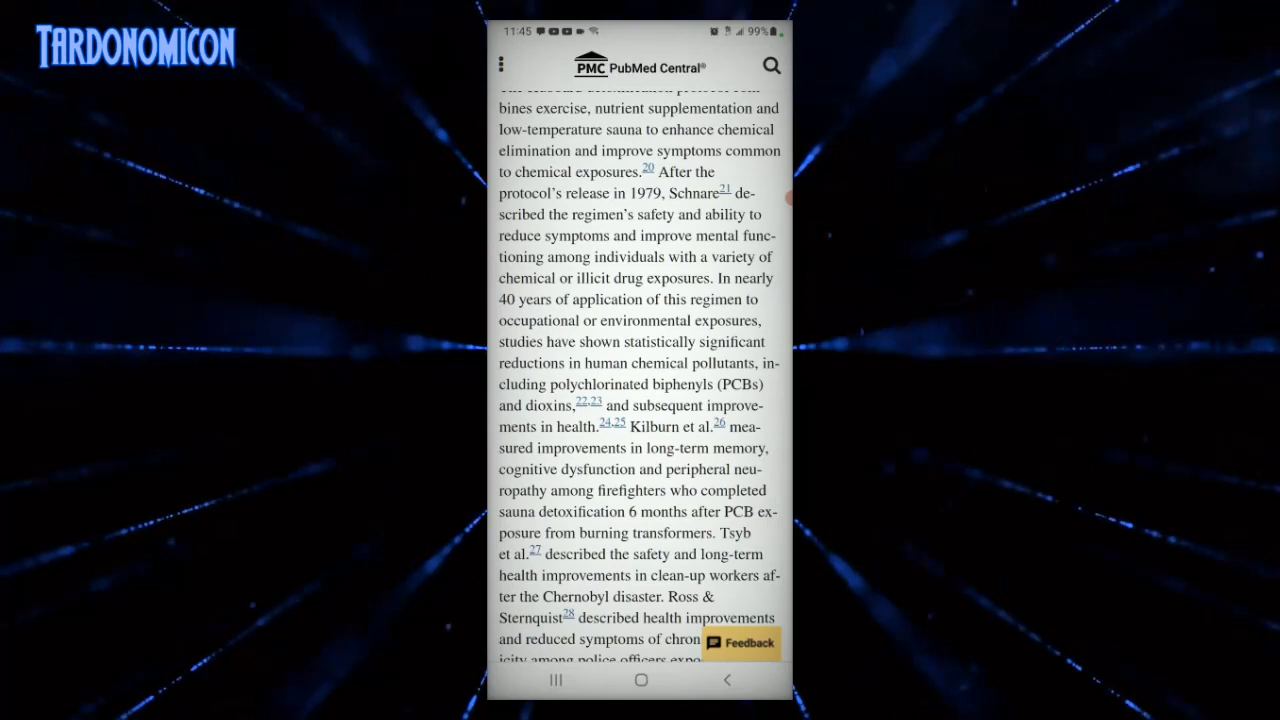 TARDONOMICON
11:45
99%
PMC PubMed Central®
bines exercise, nutrient supplementation and
low-temperature sauna to enhance chemical
elimination and improve symptoms common
to chemical exposures.20 After the
protocol’s release in 1979, Schnare21 de-
scribed the regimen’s safety and ability to
reduce symptoms and improve mental func-
tioning among individuals with a variety of
chemical or illicit drug exposures. In nearly
40 years of application of this regimen to
occupational or environmental exposures,
studies have shown statistically significant
reductions in human chemical pollutants, in-
cluding polychlorinated biphenyls (PCBs)
and dioxins,22,23 and subsequent improve-
ments in health.24,25 Kilburn et al.26 mea-
sured improvements in long-term memory,
cognitive dysfunction and peripheral neu-
ropathy among firefighters who completed
sauna detoxification 6 months after PCB ex-
posure from burning transformers. Tsyb
et al.27 described the safety and long-term
health improvements in clean-up workers af-
ter the Chernobyl disaster. Ross &
Sternquist28 described health improvements
and reduced symptoms of chron
icity among police officers expo
Feedback